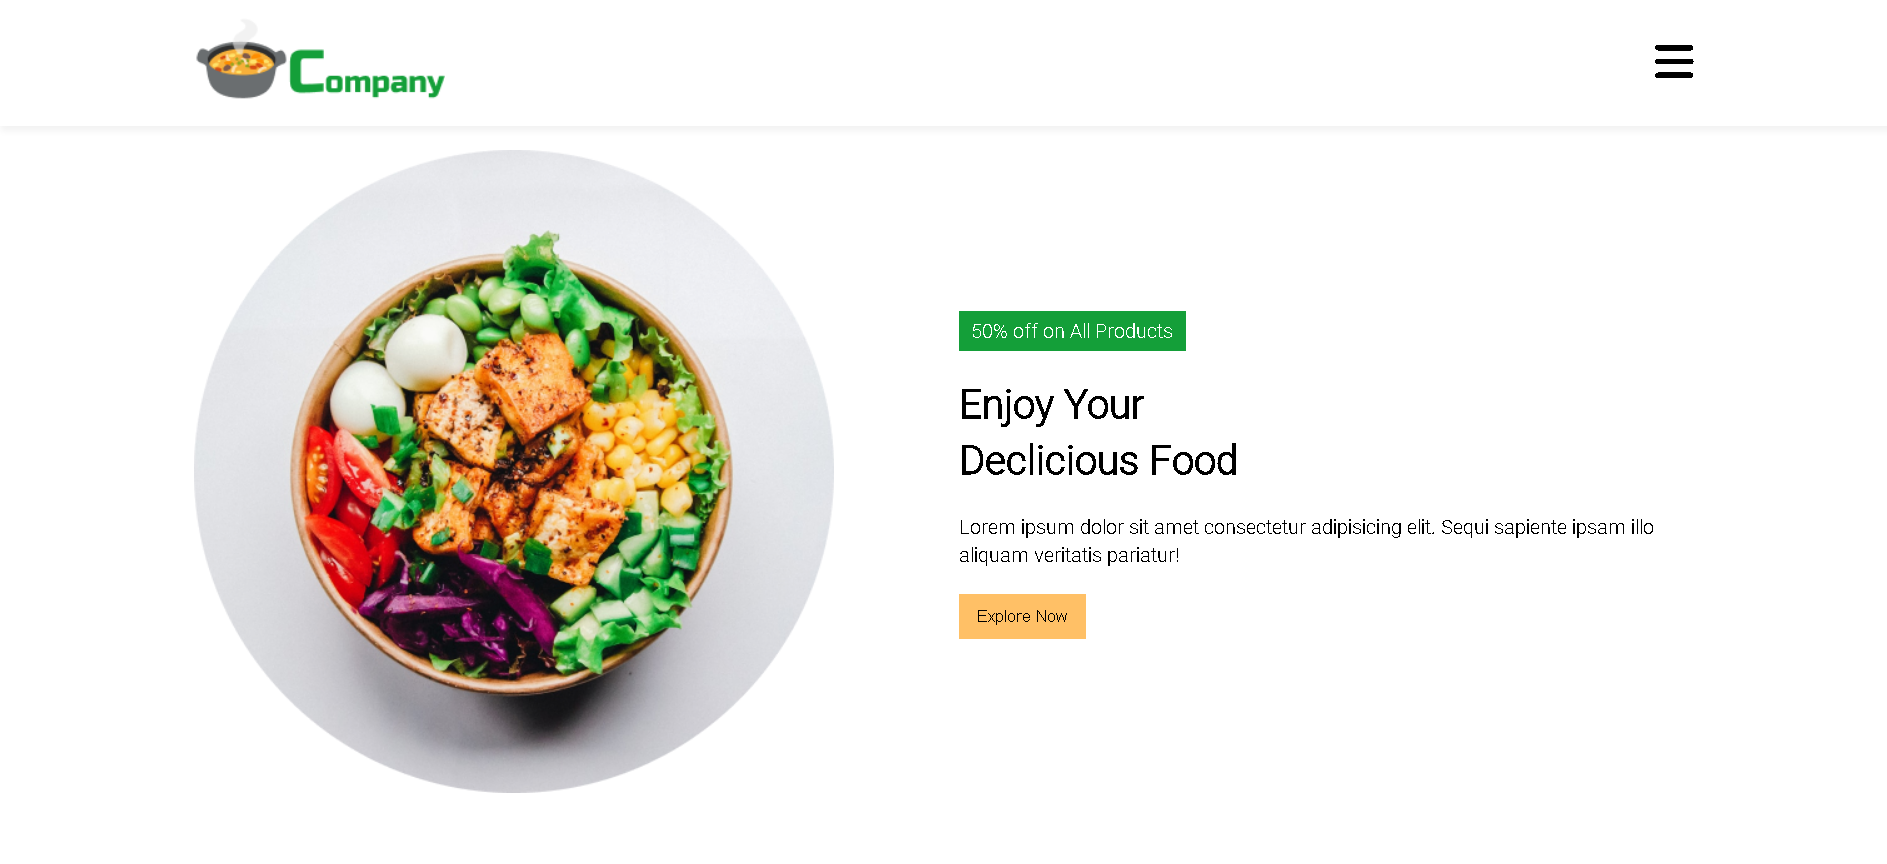 Company
50% off on All Products
Enjoy Your
Declicious Food
Lorem ipsum dolor sit amet consectetur adipisicing elit. Sequi sapiente ipsam illo
aliquam veritatis pariatur!
Explore Now